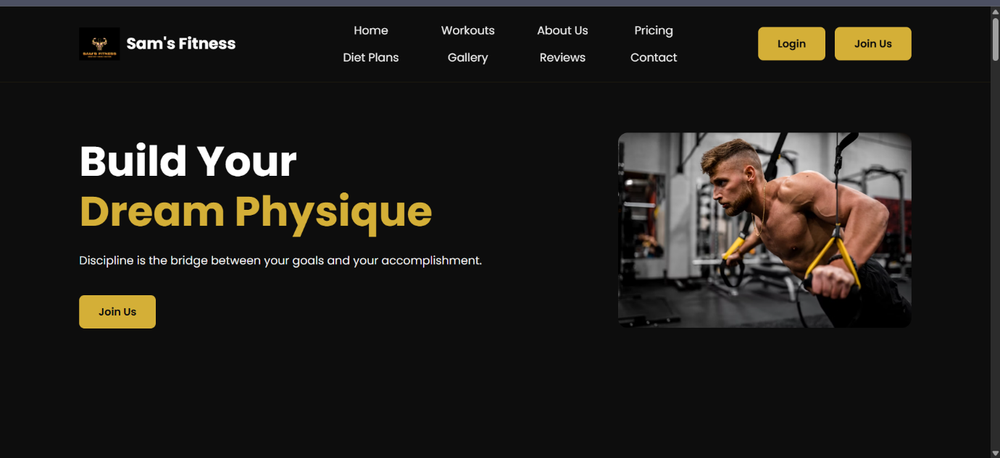 SAM'S FITNESS
Sam's Fitness
Home
Workouts
About Us
Pricing
Diet Plans
Gallery
Reviews
Contact
Login
Join Us
Build Your
Dream Physique
Discipline is the bridge between your goals and your accomplishment.
Join Us